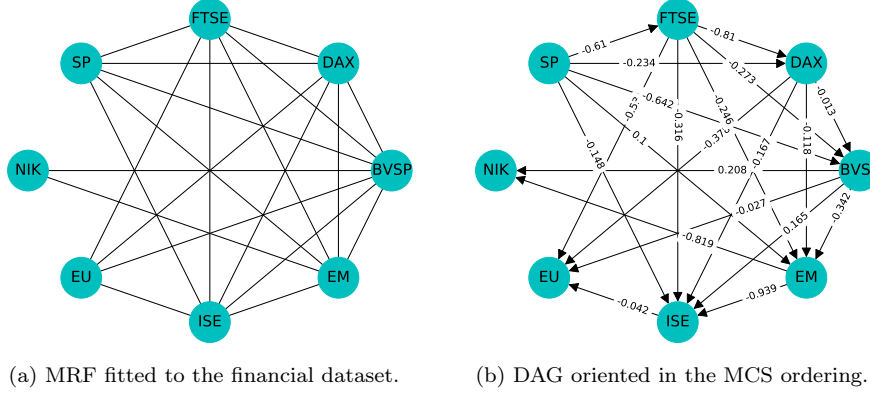 FTSE
SP
DAX
NIK
BVSP
EU
EM
ISE
(a) MRF fitted to the financial dataset.
FTSE
-0.61
-0.81
SP
-0.234
-0.273
DAX
-0.013
-0.642
-0.246
-0.316
0.1
-0.118
-0.148
-0.167
NIK
0.208
BVS
-0.027
-0.342
0.165
-0.819
EU
EM
-0.939
-0.042
ISE
(b) DAG oriented in the MCS ordering.